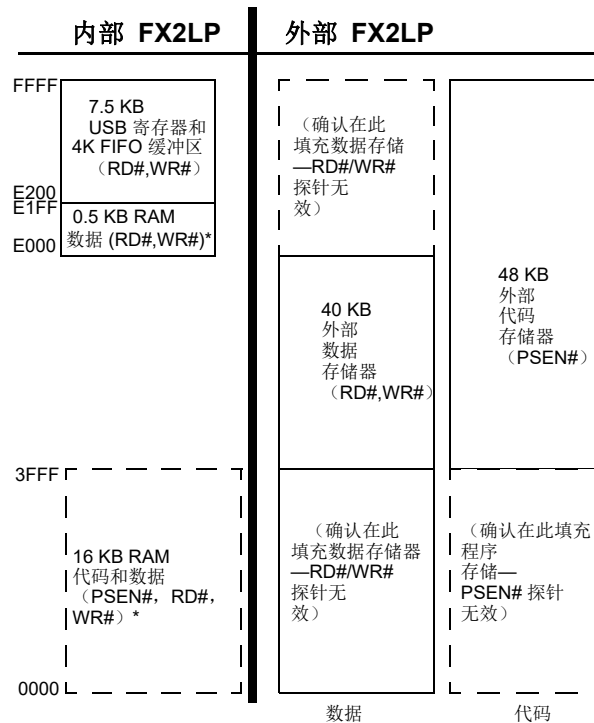 内部 FX2LP
外部 FX2LP
FFFF
7.5 KB
USB 寄存器和
4K FIFO 缓冲区
（RD#,WR#）
E200
E1FF
0.5 KB RAM
数据 (RD#,WR#)*
E000
（确认在此
填充数据存储
—RD#/WR#
探针无
效）
40 KB
外部
数据
存储器
（RD#,WR#）
48 KB
外部
代码
存储器
（PSEN#）
3FFF
16 KB RAM
代码和数据
（PSEN#，RD#，
WR#）*
（确认在此
填充数据存储器
—RD#/WR#
探针无
效）
（确认在此填充
程序
存储—
PSEN# 探针
无效）
0000
数据
代码